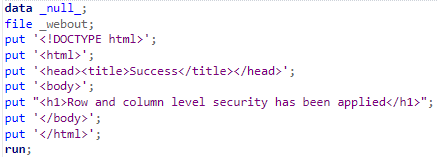 data _null_;
file _webout;
put '<!DOCTYPE html>';
put '<html>';
put '<head><title>Success</title></head>';
put '<body>';
put "<h1>Row and column level security has been applied</h1>";
put '</body>';
put '</html>';
run;